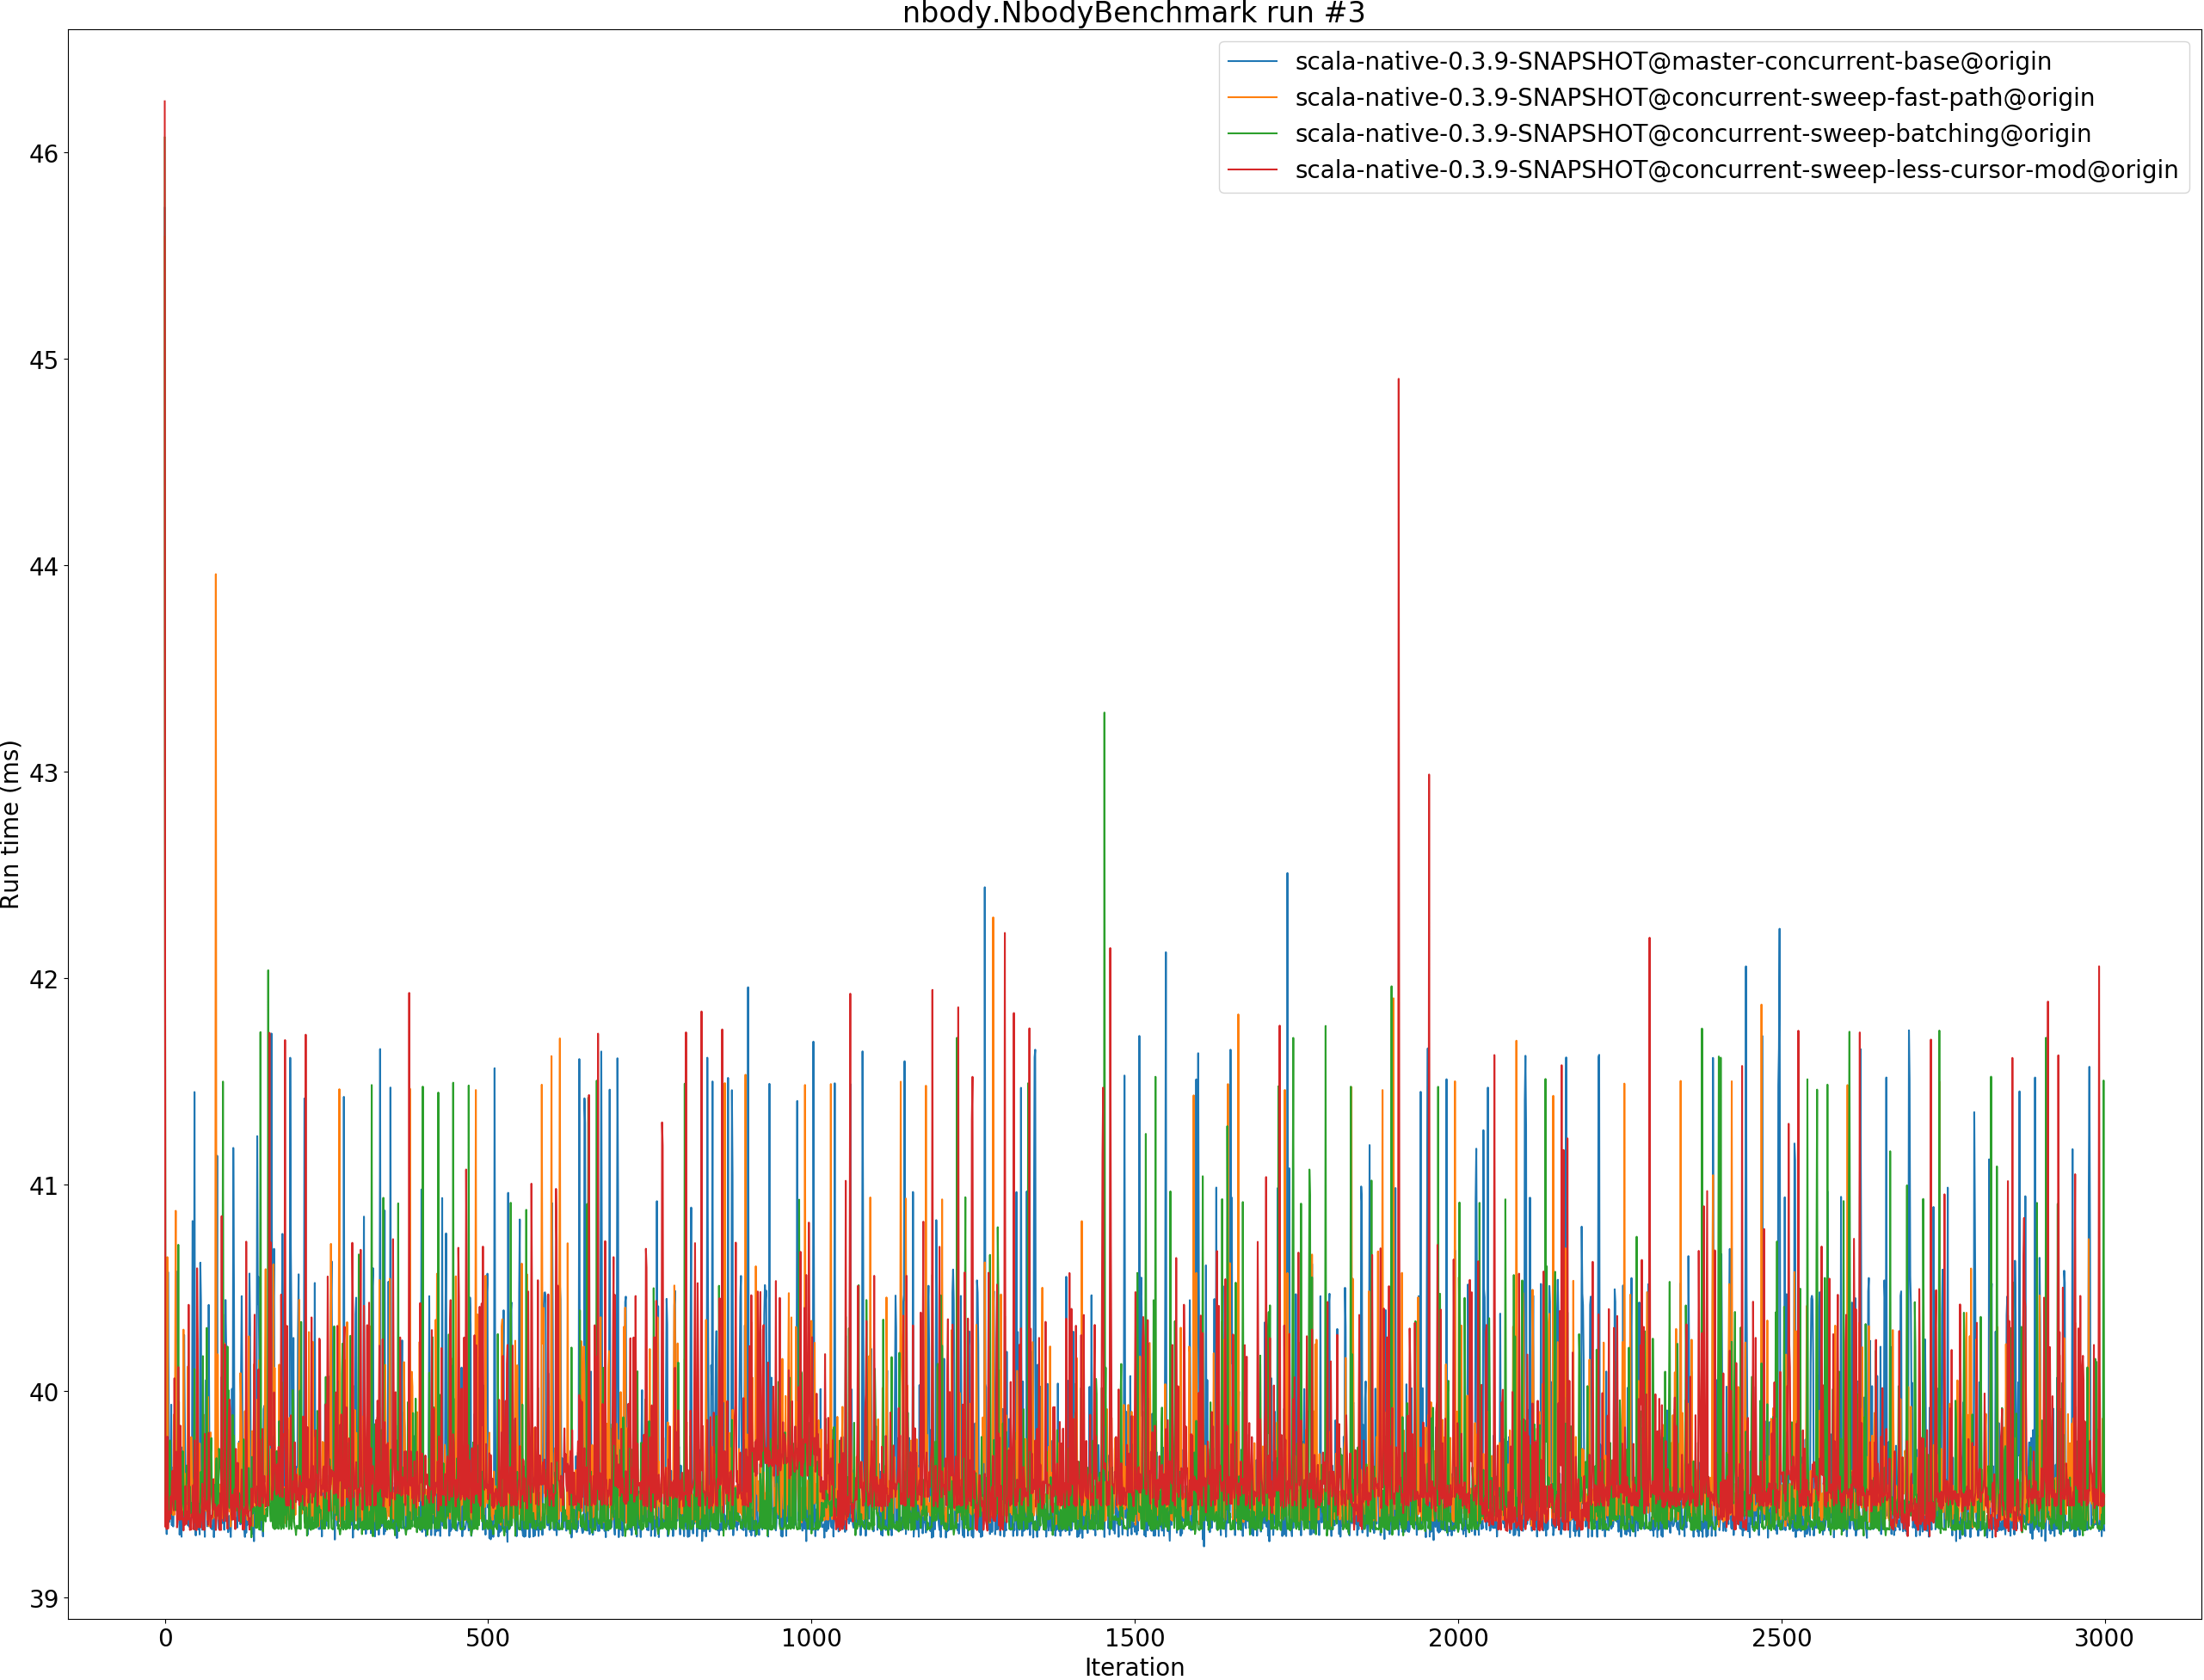 nbody.NbodyBenchmark run #3
scala-native-0.3.9-SNAPSHOT@master-concurrent-base@origin
scala-native-0.3.9-SNAPSHOT@concurrent-sweep-fast-path@origin
scala-native-0.3.9-SNAPSHOT@concurrent-sweep-batching@origin
scala-native-0.3.9-SNAPSHOT@concurrent-sweep-less-cursor-mod@origin
46
45
44
43
42
41
40
39
Run time (ms)
0 500 1000 1500 2000 2500 3000
Iteration